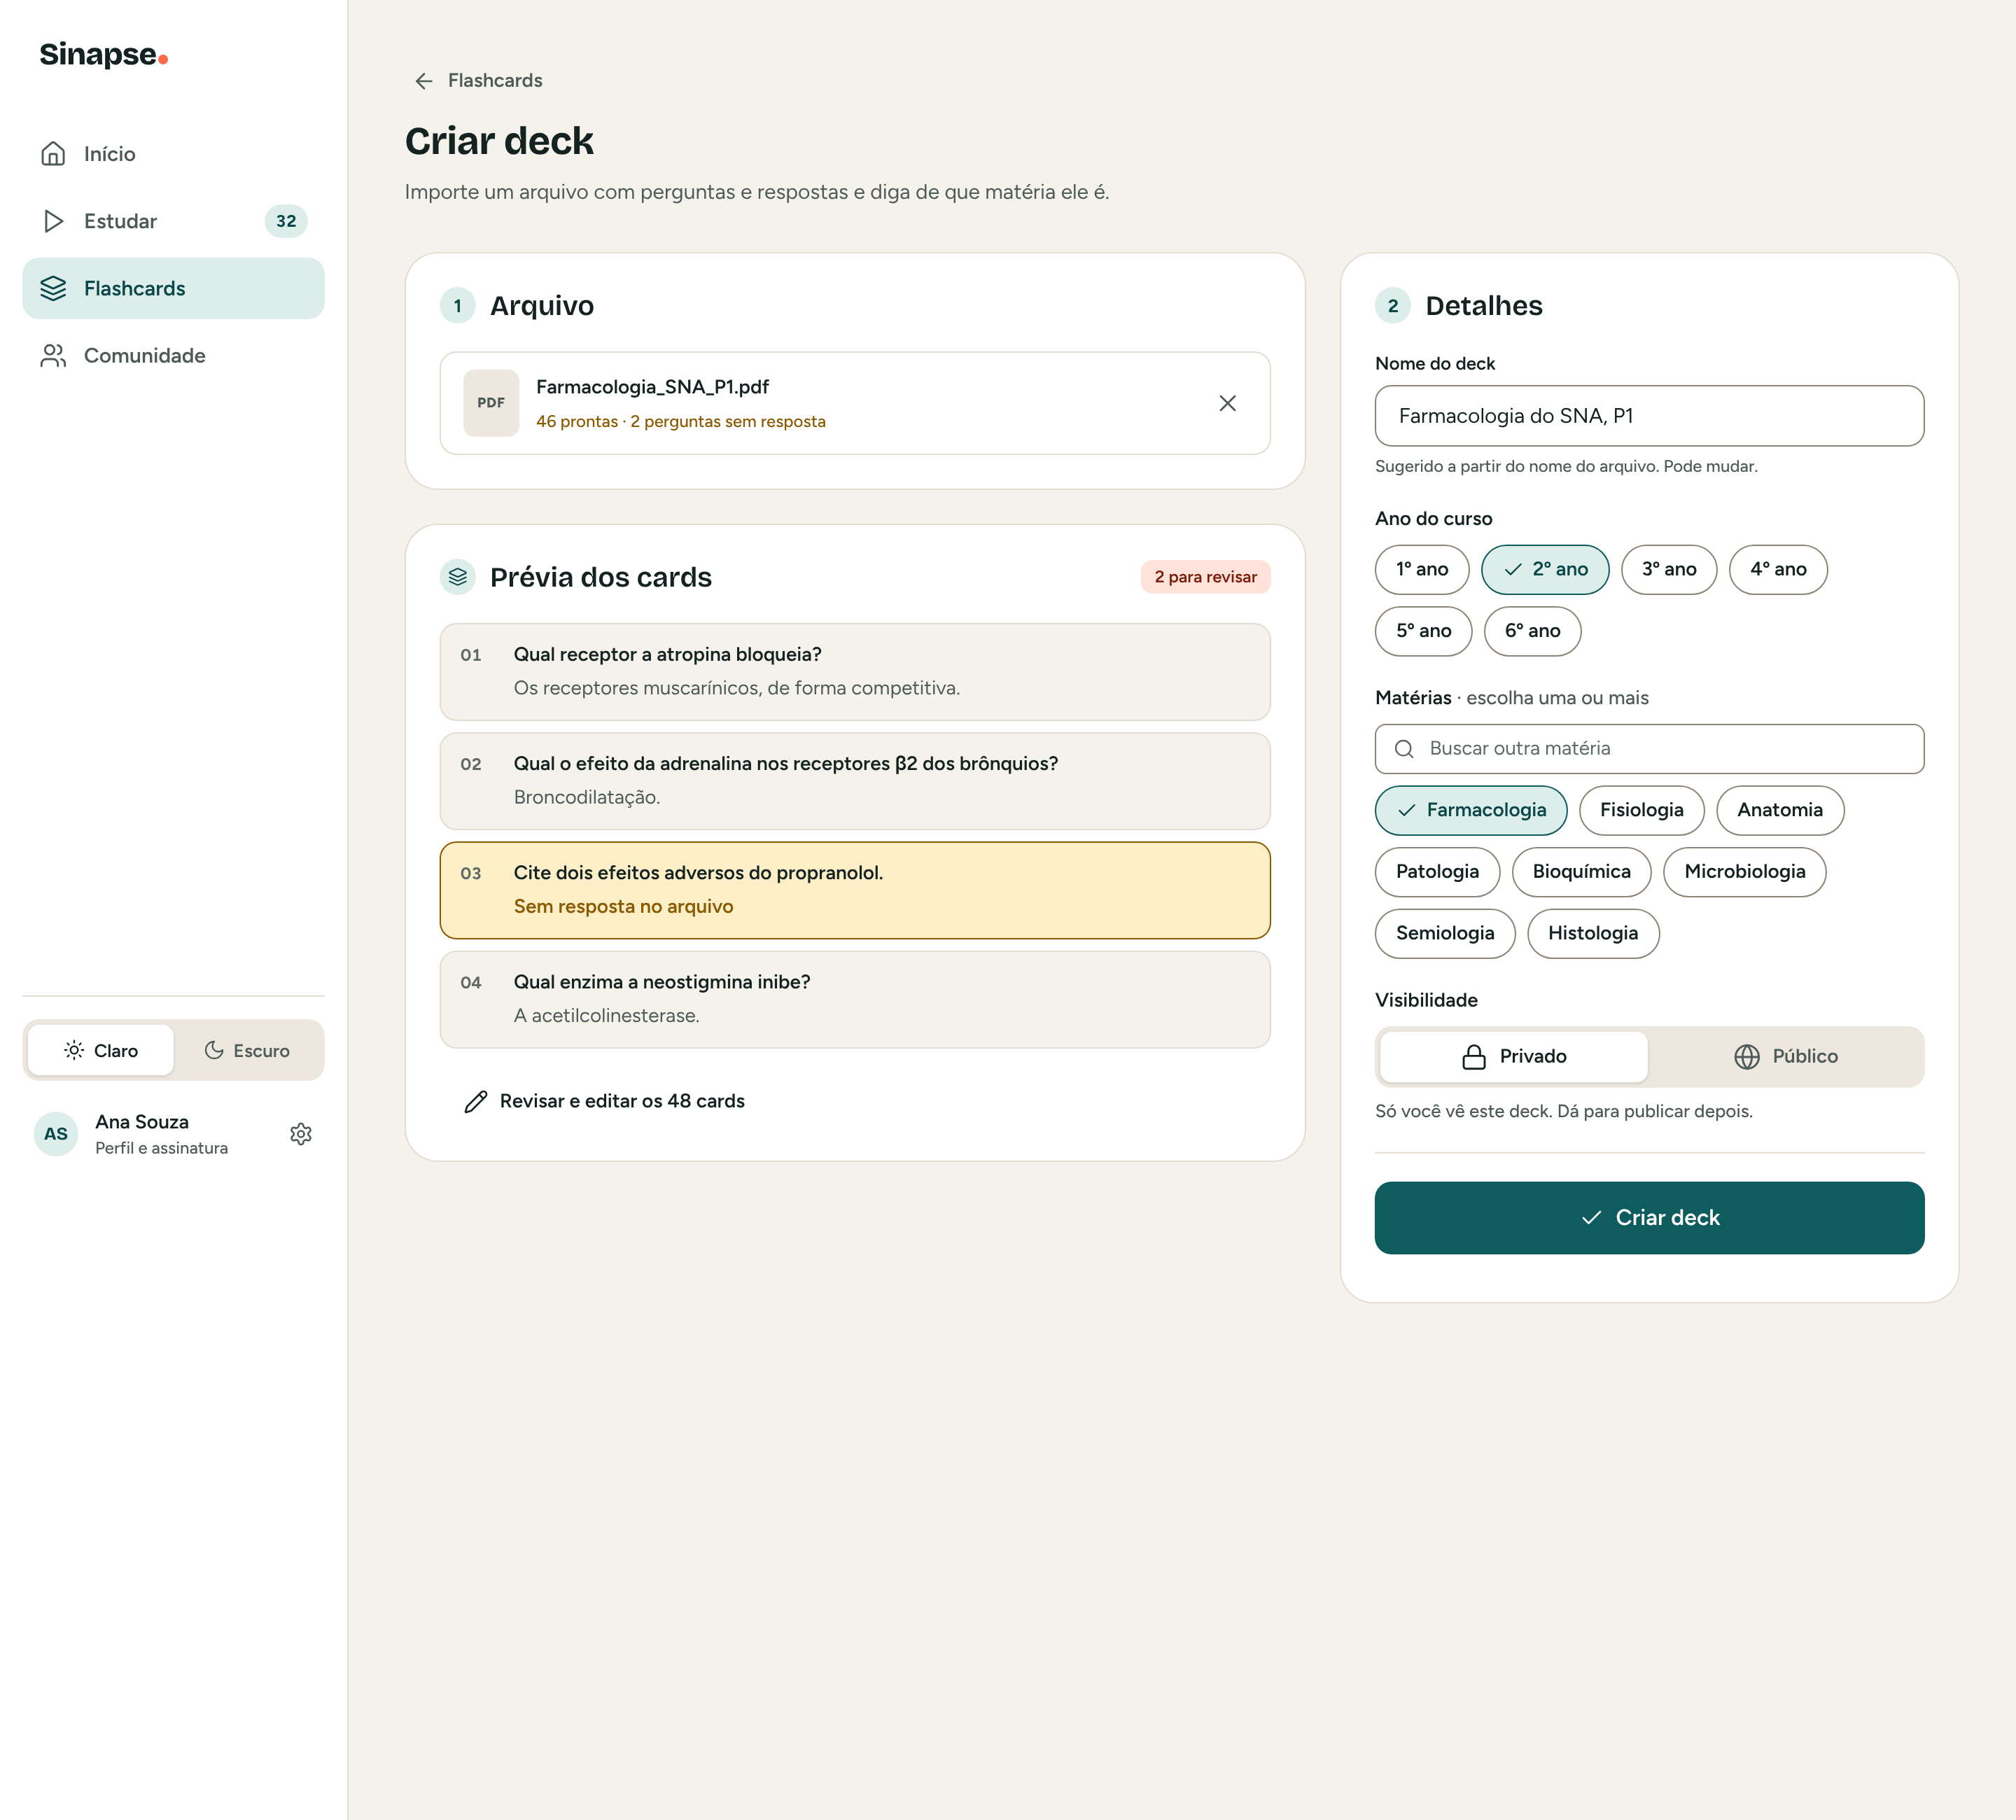 Sinapse.
Início
Estudar 32
Flashcards
Comunidade
Claro Escuro
AS
Ana Souza
Perfil e assinatura
Flashcards
Criar deck
Importe um arquivo com perguntas e respostas e diga de que matéria ele é.
1 Arquivo
PDF
Farmacologia_SNA_P1.pdf
46 prontas · 2 perguntas sem resposta
Prévia dos cards 2 para revisar
01 Qual receptor a atropina bloqueia?
Os receptores muscarínicos, de forma competitiva.
02 Qual o efeito da adrenalina nos receptores β2 dos brônquios?
Broncodilatação.
03 Cite dois efeitos adversos do propranolol.
Sem resposta no arquivo
04 Qual enzima a neostigmina inibe?
A acetilcolinesterase.
Revisar e editar os 48 cards
2 Detalhes
Nome do deck
Farmacologia do SNA, P1
Sugerido a partir do nome do arquivo. Pode mudar.
Ano do curso
1º ano 2º ano 3º ano 4º ano
5º ano 6º ano
Matérias · escolha uma ou mais
Buscar outra matéria
Farmacologia Fisiologia Anatomia
Patologia Bioquímica Microbiologia
Semiologia Histologia
Visibilidade
Privado Público
Só você vê este deck. Dá para publicar depois.
Criar deck